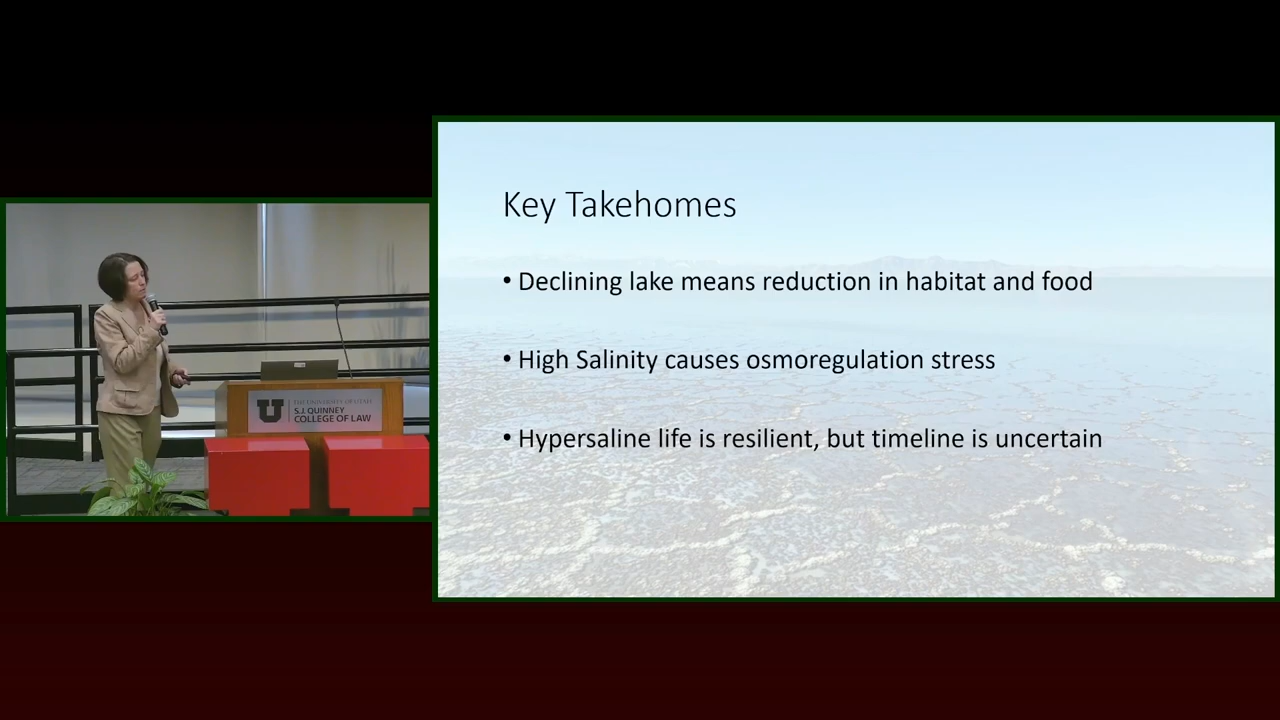 Key Takehomes
• Declining lake means reduction in habitat and food
• High Salinity causes osmoregulation stress
• Hypersaline life is resilient, but timeline is uncertain
U
THE UNIVERSITY OF UTAH
S.J. QUINNEY
COLLEGE OF LAW